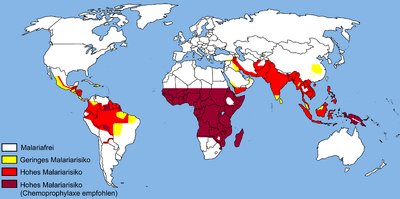 Malariafrei
Geringes Malariarisiko
Hohes Malariarisiko
Hohes Malariarisiko
(Chemoprophylaxe empfohlen)